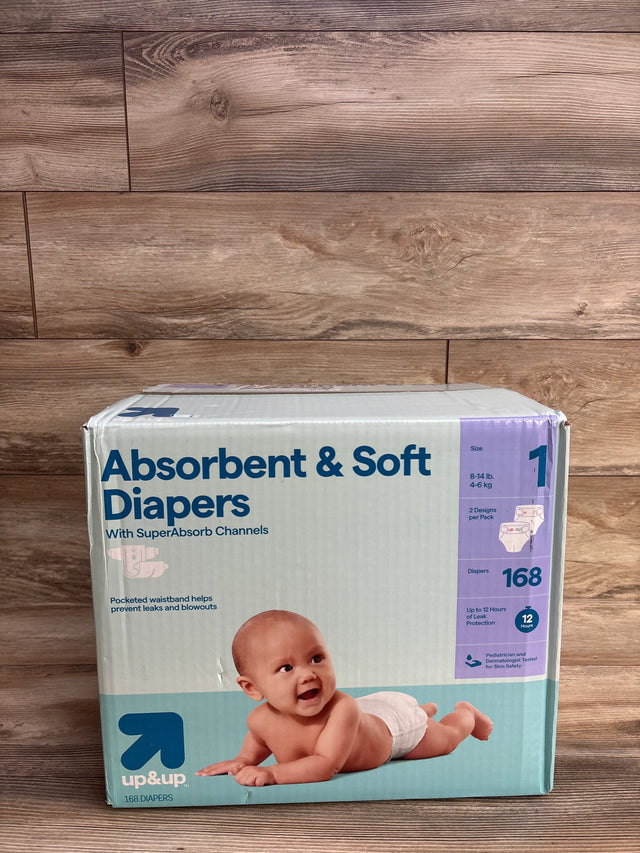 Absorbent & Soft
Diapers
With SuperAbsorb Channels
Pocketed waistband helps
prevent leaks and blowouts
Size
1
8-14 lb.
4-6 kg
2 Designs
per Pack
Diapers
168
Up to 12 Hours
of Leak
Protection
12
Hours
Pediatrician and
Dermatologist Tested
for Skin Safety
up&up
168 DIAPERS